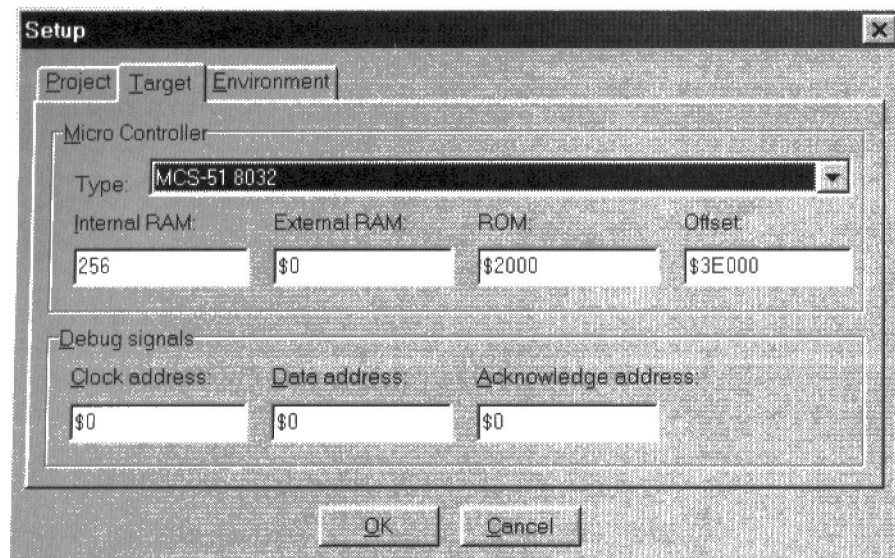 Setup
Project Target Environment
Micro Controller
Type: MCS-51 8032
Internal RAM: External RAM: ROM: Offset:
256 $0 $2000 $3E000
Debug signals
Clock address: Data address: Acknowledge address:
$0 $0 $0
OK Cancel